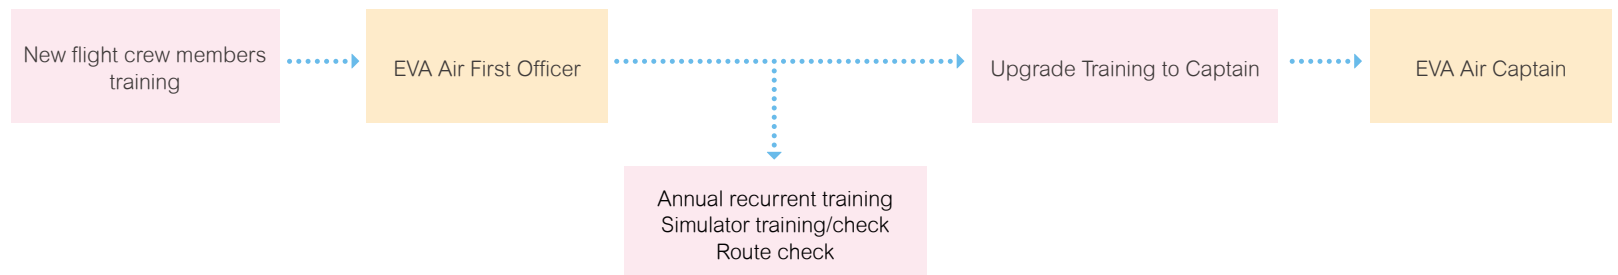 New flight crew members
training
EVA Air First Officer
Upgrade Training to Captain
EVA Air Captain
Annual recurrent training
Simulator training/check
Route check